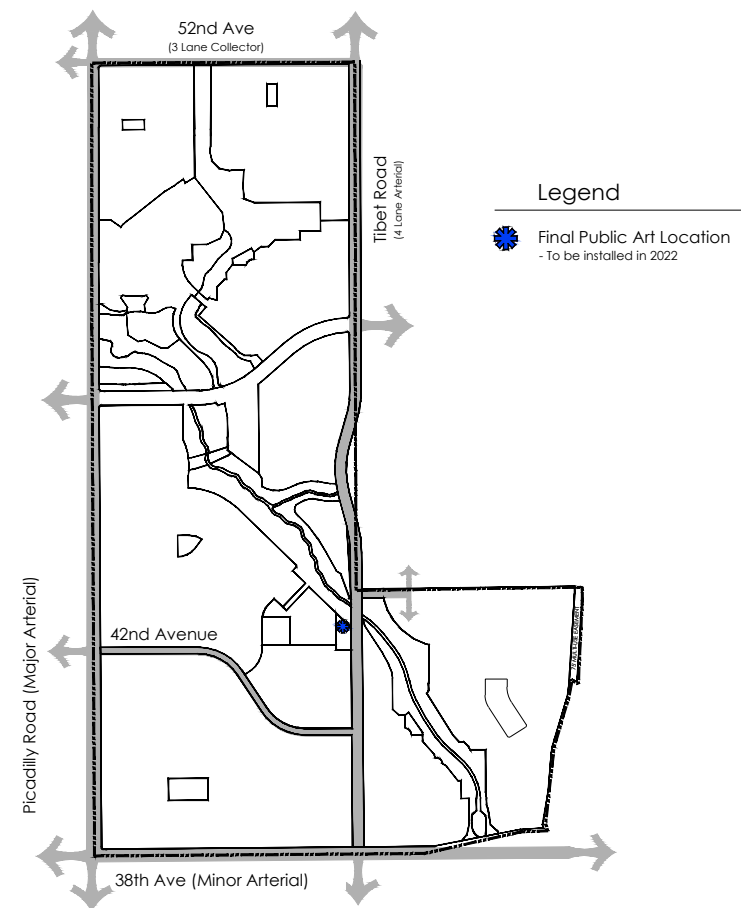 52nd Ave
(3 Lane Collector)
Tibet Road
(4 Lane Arterial)
Legend
Final Public Art Location
- To be installed in 2022
42nd Avenue
Picadilly Road (Major Arterial)
38th Ave (Minor Arterial)